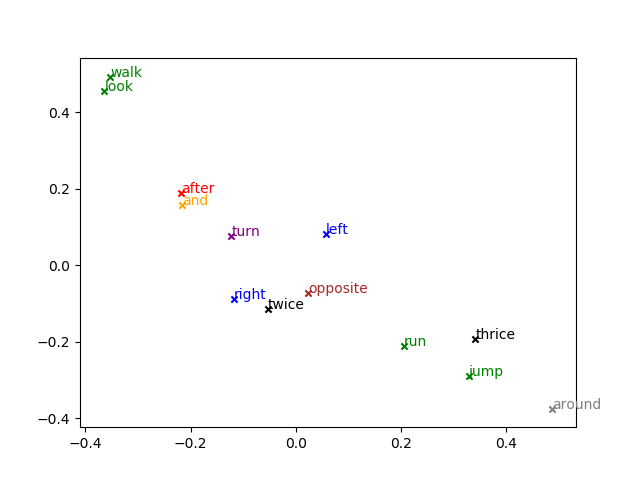 walk
look
0.4
after
0.2
and
turn
left
0.0
opposite
right
twice
thrice
−0.2
run
jump
around
−0.4
−0.4 −0.2 0.0 0.2 0.4